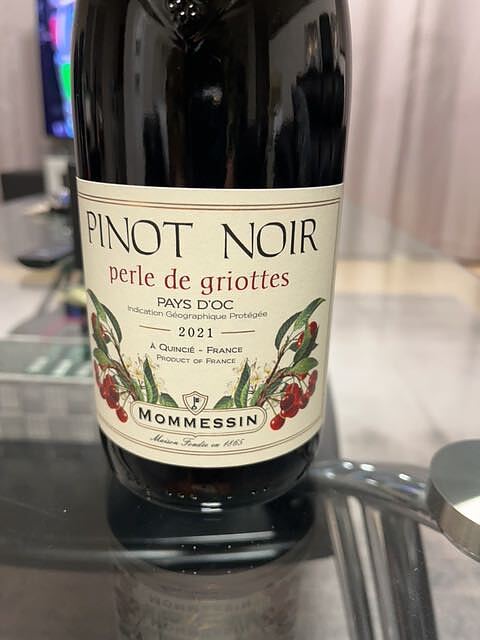 PINOT NOIR
perle de griottes
PAYS D'OC
Indication Géographique Protégée
2021
À QUINCIÉ - FRANCE
PRODUCT OF FRANCE
MOMMESSIN
Maison Fondée en 1865